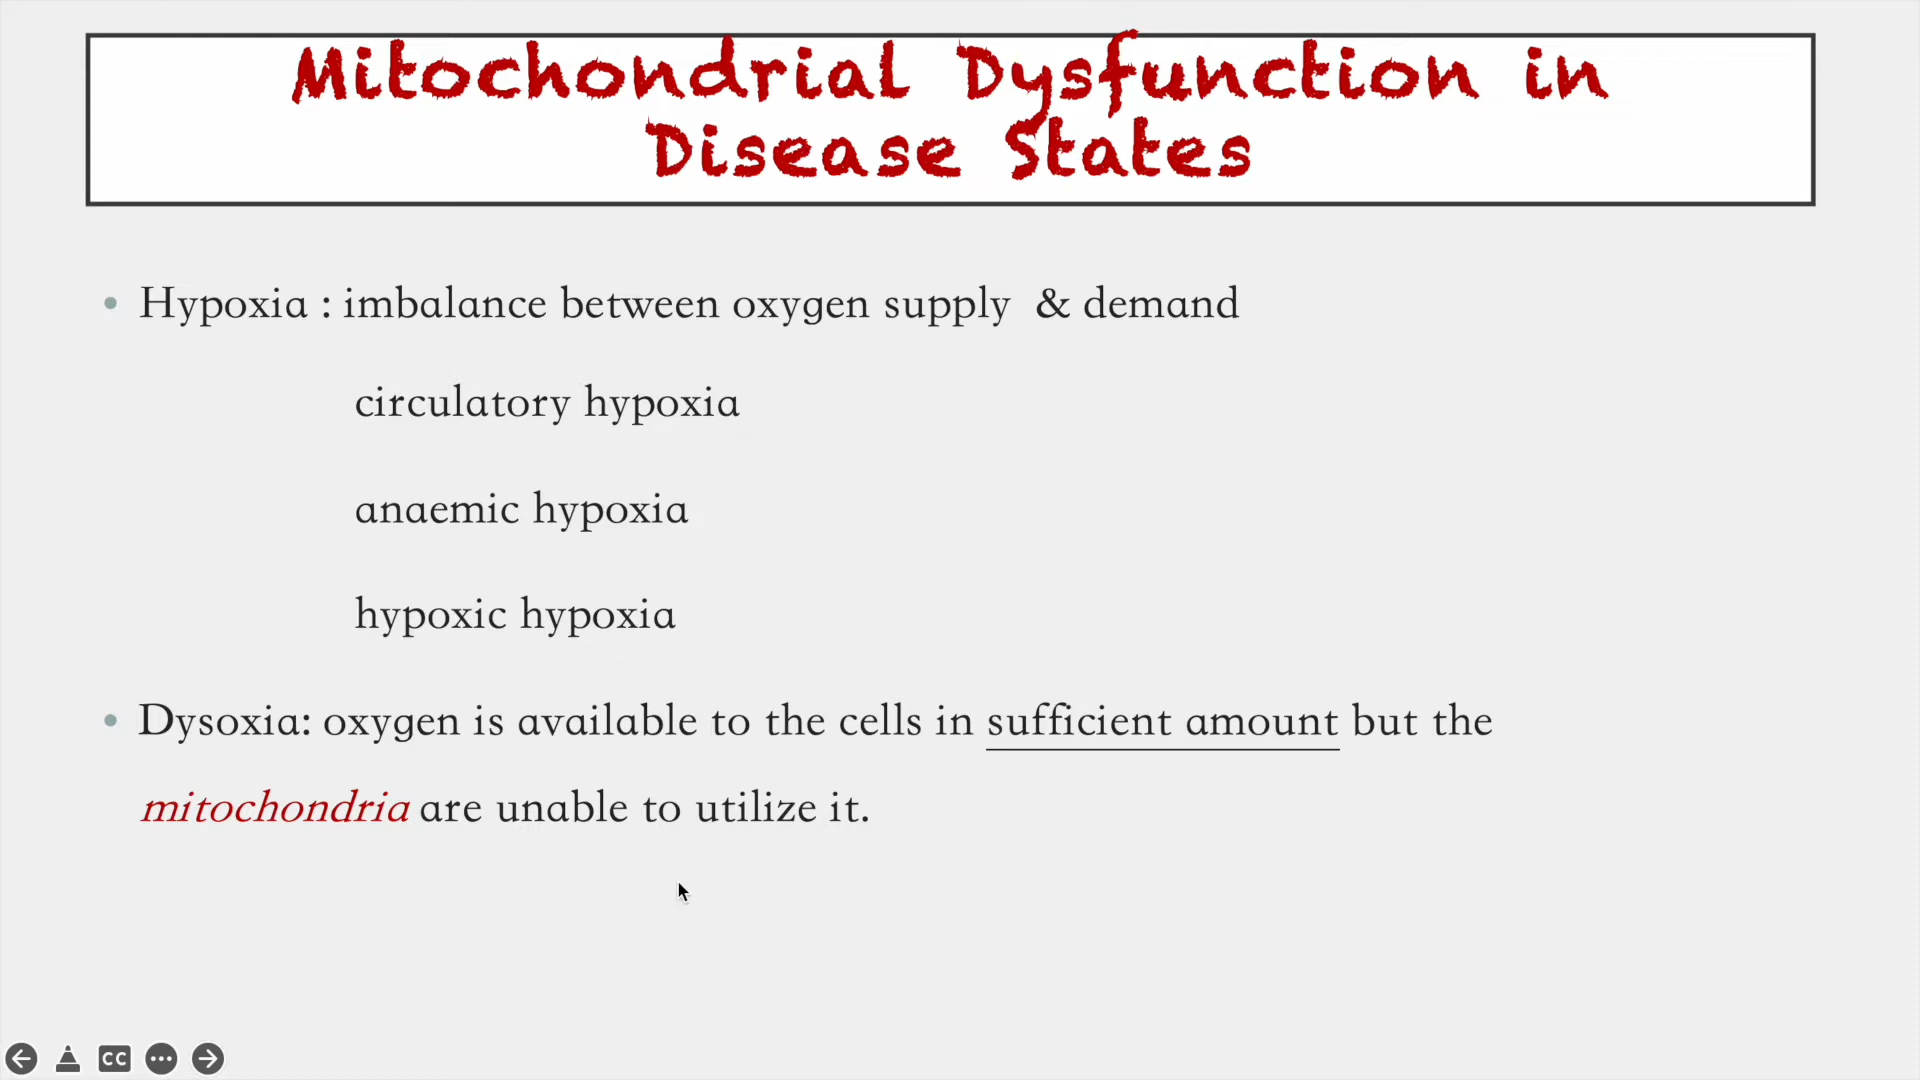 Mitochondrial Dysfunction in
Disease States
• Hypoxia : imbalance between oxygen supply & demand
circulatory hypoxia
anaemic hypoxia
hypoxic hypoxia
• Dysoxia: oxygen is available to the cells in sufficient amount but the
mitochondria are unable to utilize it.
CC